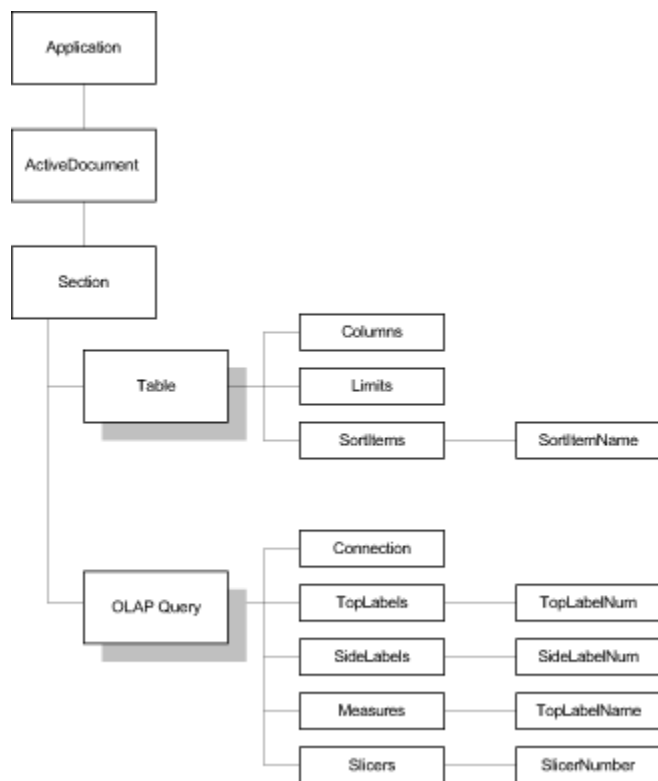 Application
ActiveDocument
Section
Columns
Table
Limits
SortItems
SortItemName
Connection
OLAP Query
TopLabels
TopLabelNum
SideLabels
SideLabelNum
Measures
TopLabelName
Slicers
SlicerNumber